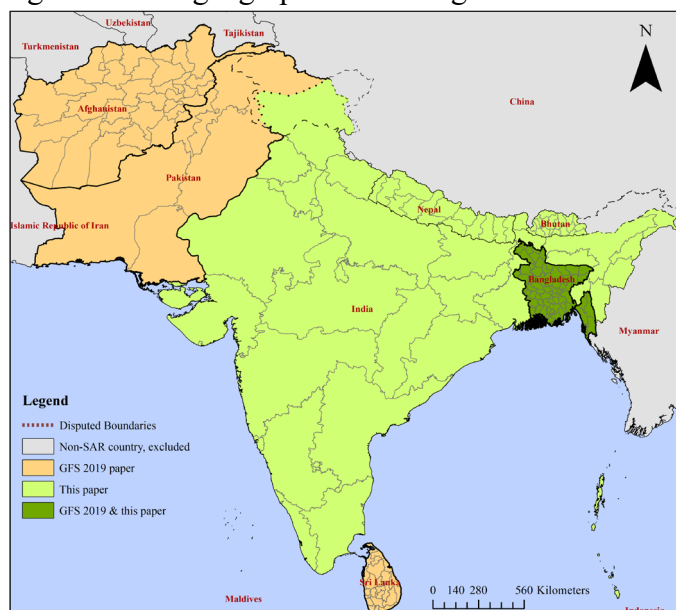 Uzbekistan
Tajikistan
Turkmenistan
N
Afghanistan
China
Pakistan
Islamic Republic of Iran
Nepal
Bhutan
Bangladesh
India
Myanmar
Legend
Disputed Boundaries
Non-SAR country, excluded
GFS 2019 paper
This paper
GFS 2019 & this paper
Sri Lanka
Maldives
0 140 280 560 Kilometers